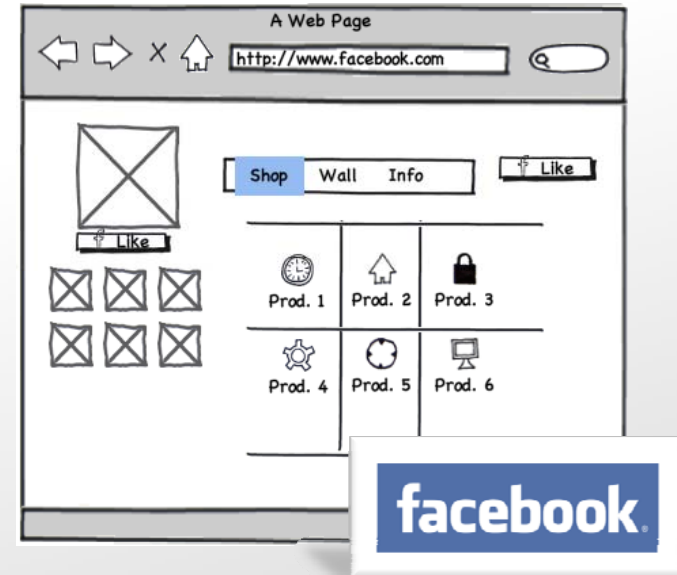 A Web Page
http://www.facebook.com
Shop Wall Info
f Like
f Like
Prod. 1 Prod. 2 Prod. 3
Prod. 4 Prod. 5 Prod. 6
facebook®